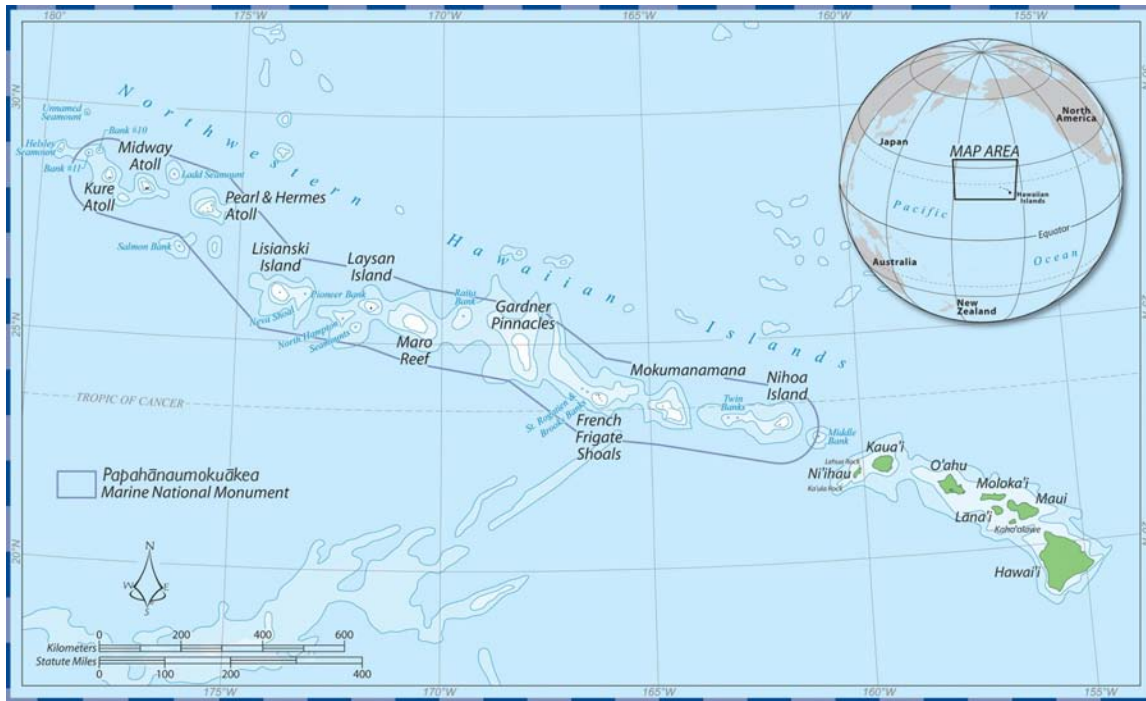 180°
175°W
170°W
165°W
160°W
155°W
30°N
25°N
20°N
Northwestern
Hawaiian
Islands
Unnamed
Seamount
Helsley
Seamount
Bank #10
Bank #11
Midway
Atoll
Ladd Seamount
Kure
Atoll
Pearl & Hermes
Atoll
Salmon Bank
Lisianski
Island
Neva Shoal
Pioneer Bank
Laysan
Island
North Hampton
Seamounts
Maro
Reef
Raita
Bank
Gardner
Pinnacles
St. Rogatien &
Brooks Banks
French
Frigate
Shoals
Mokumanamana
Twin
Banks
Nihoa
Island
Middle
Bank
TROPIC OF CANCER
Lehua Rock
Ni'ihau
Ka'ula Rock
Kaua'i
O'ahu
Moloka'i
Lāna'i
Maui
Kaho'olawe
Hawai'i
North
America
Japan
MAP AREA
Hawaiian
Islands
Pacific
Equator
Ocean
Australia
New
Zealand
Papahānaumokuākea
Marine National Monument
N
W
E
S
0 200 400 600
Kilometers
Statute Miles
0 100 200 400
175°W
170°W
165°W
160°W
155°W